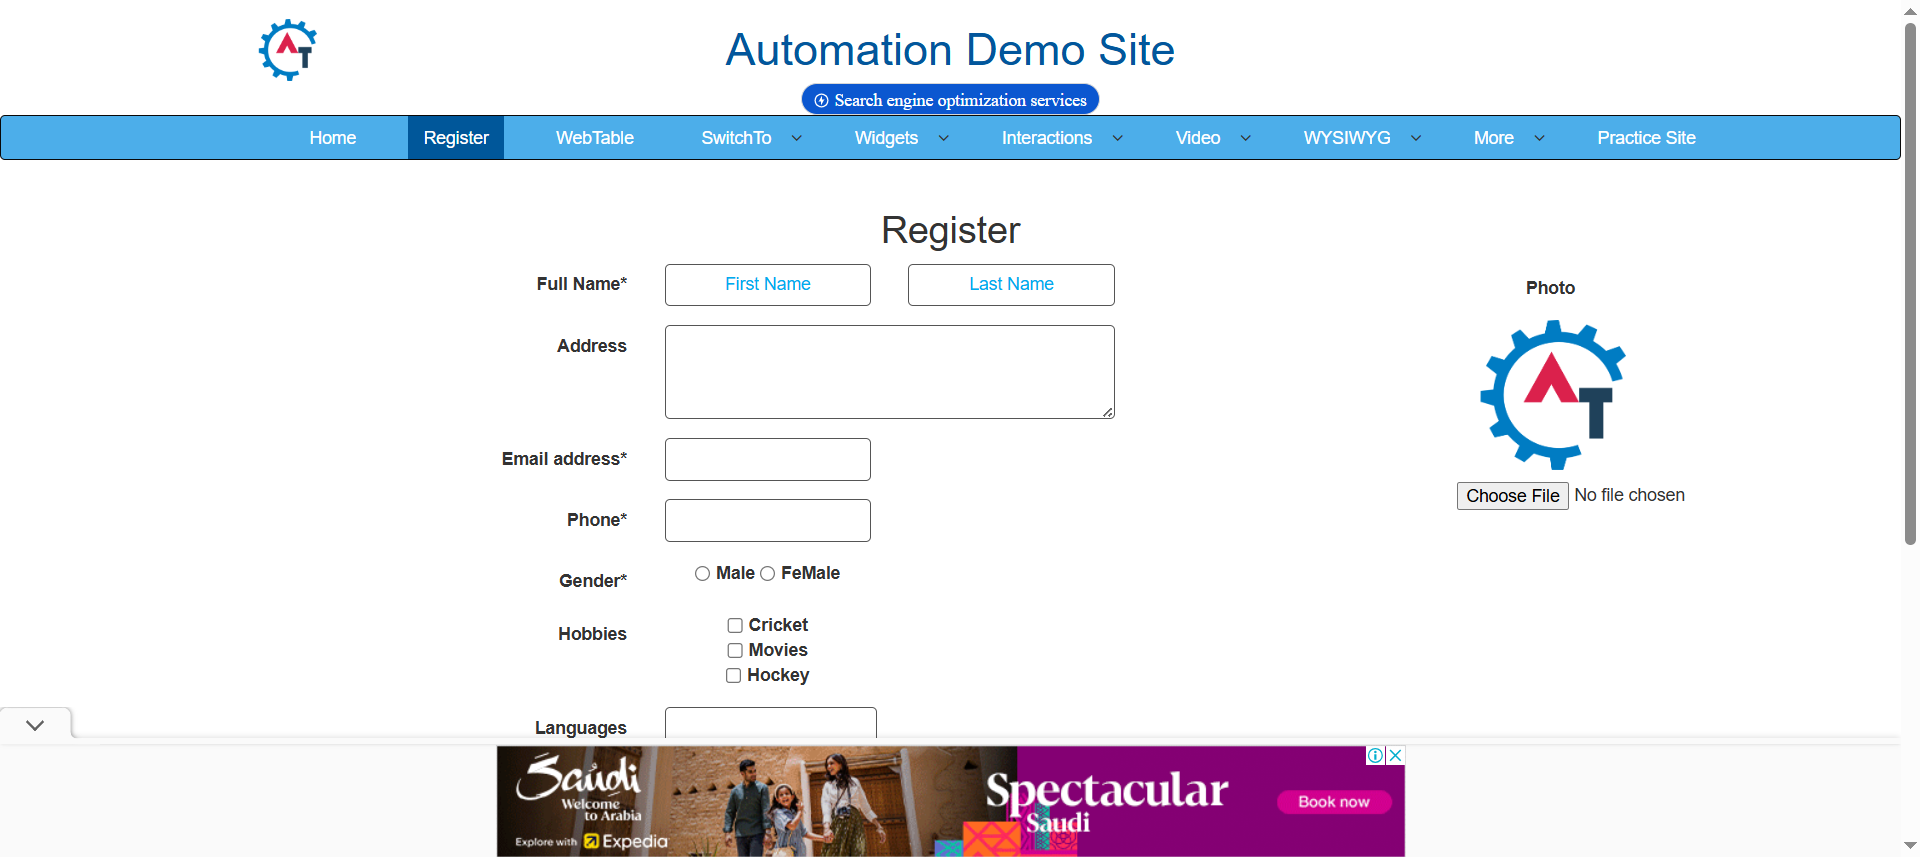 AT
Automation Demo Site
Search engine optimization services
Home Register WebTable SwitchTo Widgets Interactions Video WYSIWYG More Practice Site
Register
Full Name* First Name Last Name
Photo
Address
AT
Email address*
Choose File No file chosen
Phone*
Gender* Male FeMale
Hobbies
Cricket
Movies
Hockey
Languages
Saudi
Welcome
to Arabia
Explore with Expedia
Spectacular
Saudi
Book now